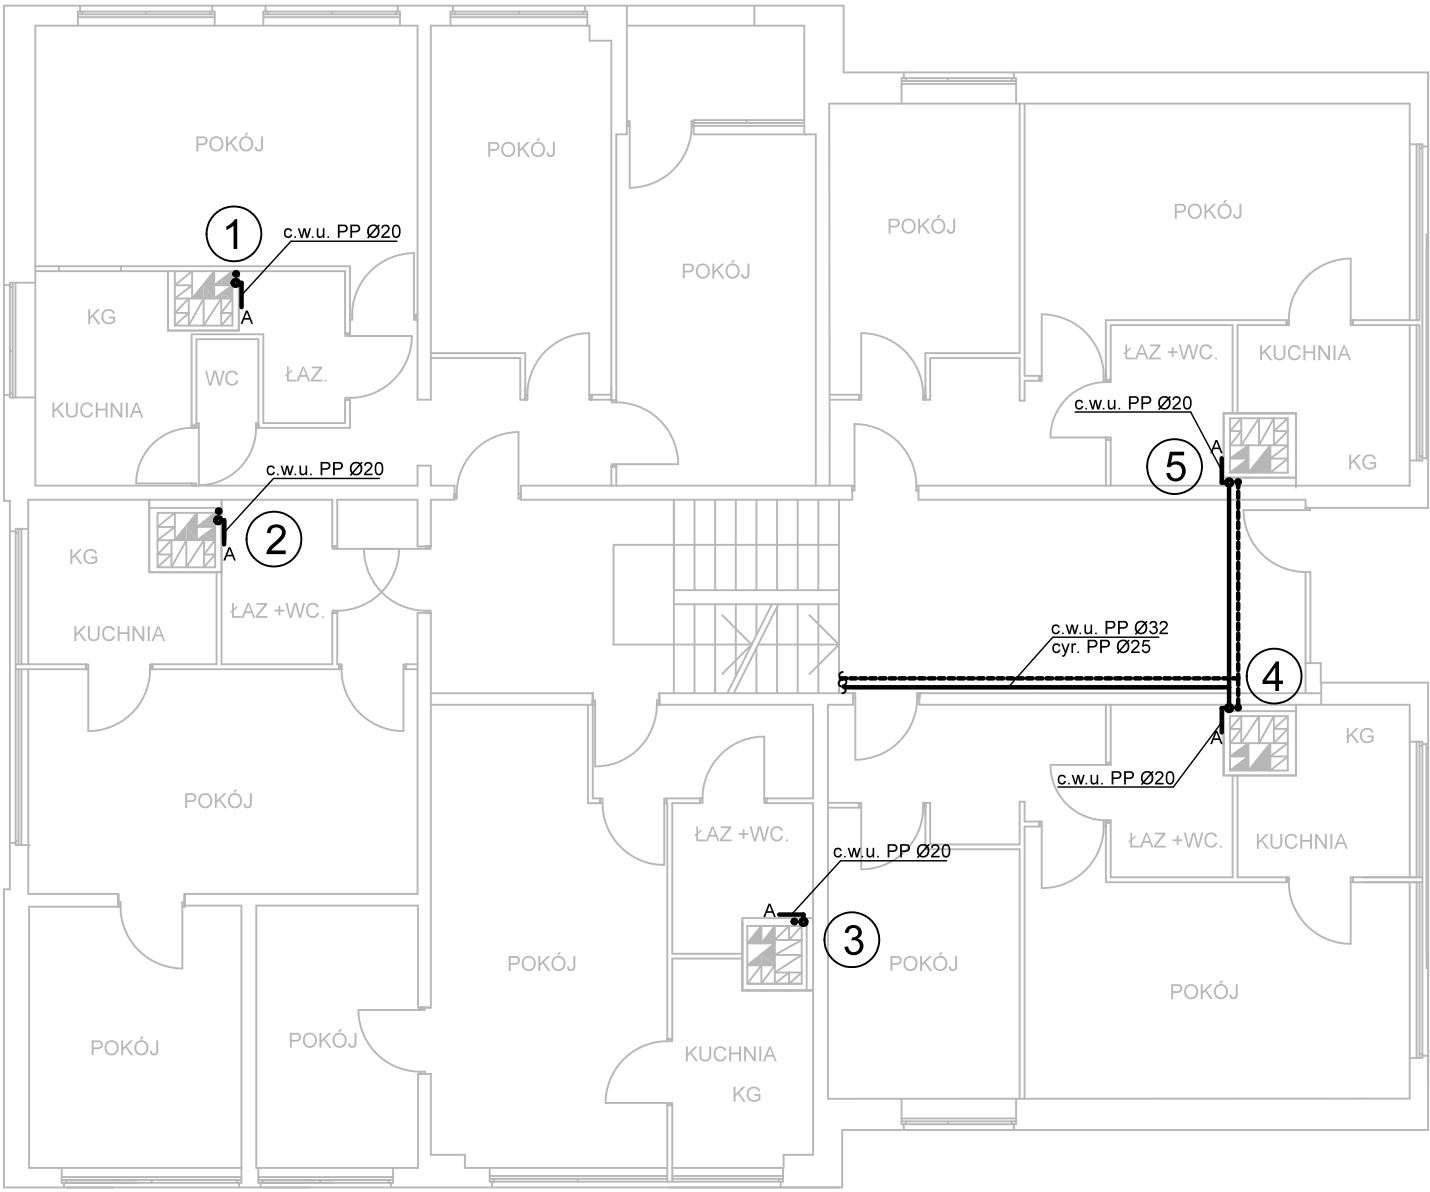 POKÓJ
POKÓJ
POKÓJ
POKÓJ
POKÓJ
1
c.w.u. PP Ø20
KG
A
WC
ŁAZ.
KUCHNIA
ŁAZ +WC.
KUCHNIA
c.w.u. PP Ø20
A
5
KG
c.w.u. PP Ø20
2
A
KG
ŁAZ +WC.
KUCHNIA
c.w.u. PP Ø32
cyr. PP Ø25
4
A
KG
c.w.u. PP Ø20
POKÓJ
ŁAZ +WC.
ŁAZ +WC.
KUCHNIA
c.w.u. PP Ø20
A
3
POKÓJ
POKÓJ
POKÓJ
POKÓJ
POKÓJ
KUCHNIA
KG